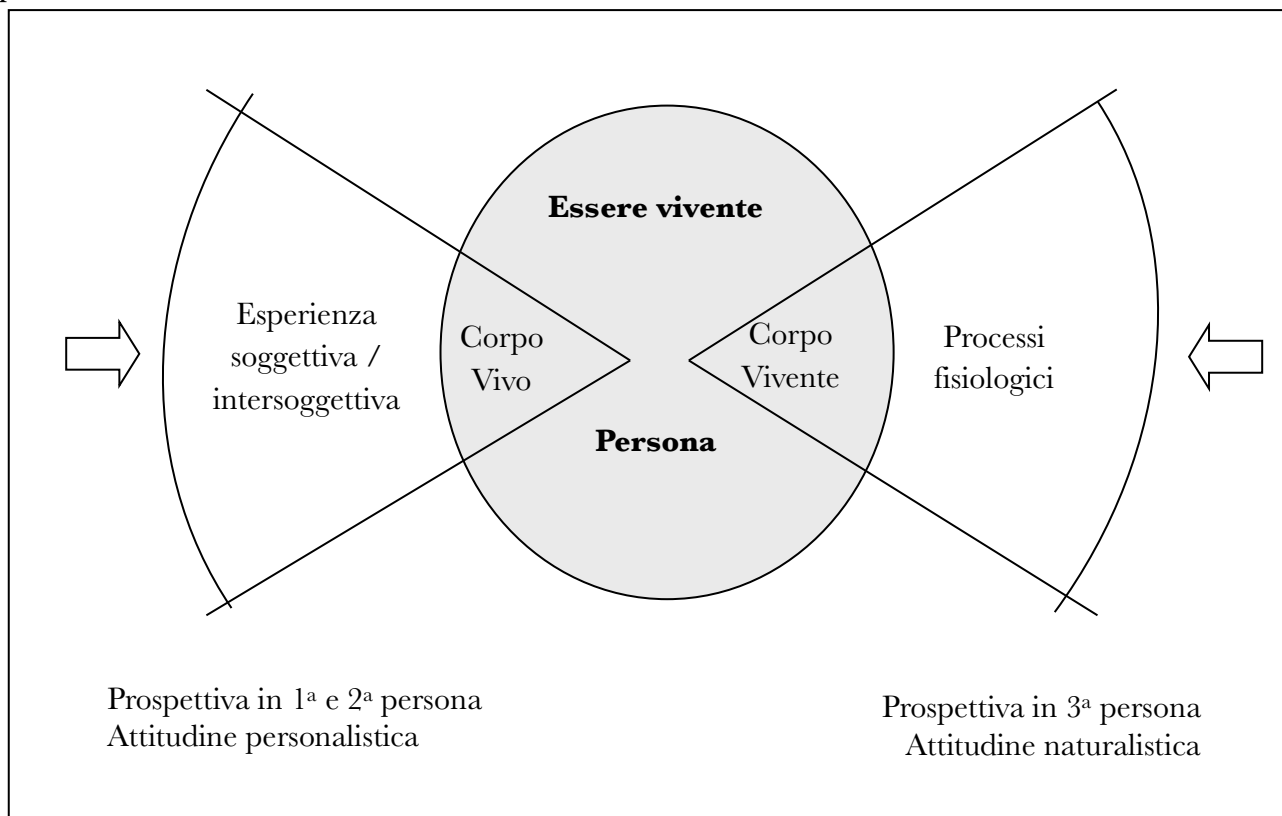 Essere vivente
Esperienza
soggettiva /
intersoggettiva
Corpo
Vivo
Corpo
Vivente
Processi
fisiologici
Persona
Prospettiva in 1ª e 2ª persona
Attitudine personalistica
Prospettiva in 3ª persona
Attitudine naturalistica